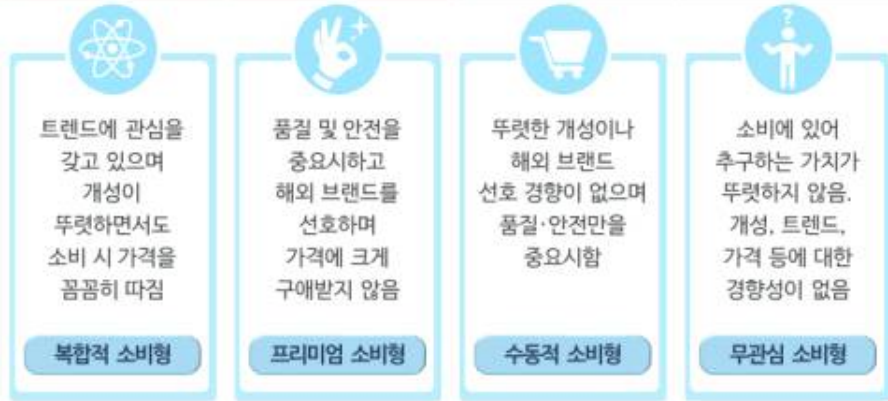 트렌드에 관심을
갖고 있으며
개성이
뚜렷하면서도
소비 시 가격을
꼼꼼히 따짐
복합적 소비형
품질 및 안전을
중요시하고
해외 브랜드를
선호하며
가격에 크게
구애받지 않음
프리미엄 소비형
뚜렷한 개성이나
해외 브랜드
선호 경향이 없으며
품질·안전만을
중요시함
수동적 소비형
?
소비에 있어
추구하는 가치가
뚜렷하지 않음.
개성, 트렌드,
가격 등에 대한
경향성이 없음
무관심 소비형